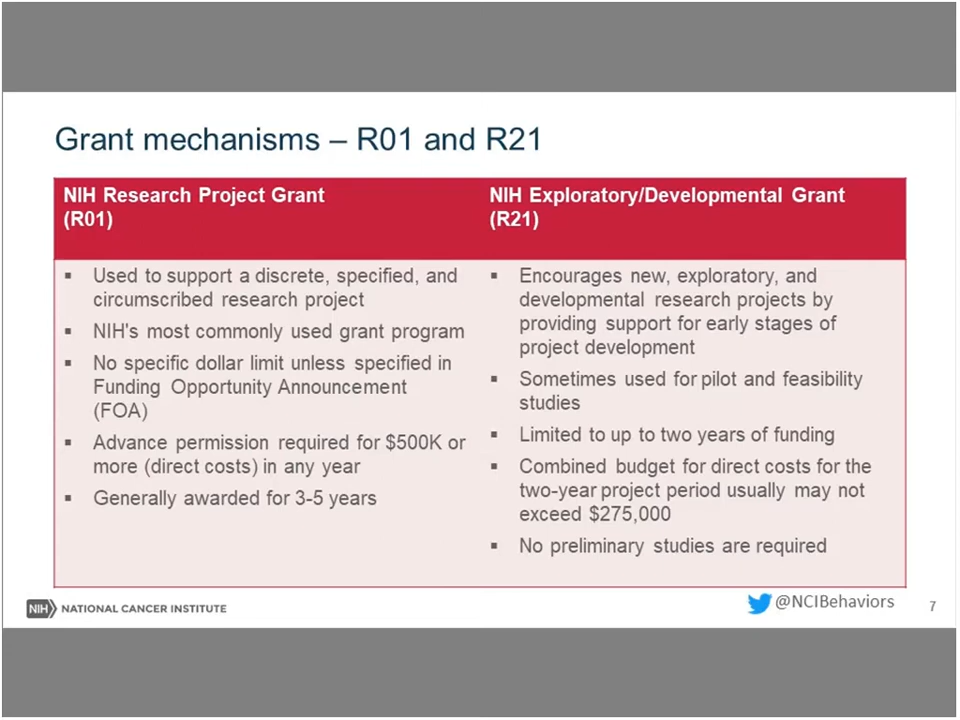 Grant mechanisms – R01 and R21
NIH Research Project Grant
(R01)
▪ Used to support a discrete, specified, and
circumscribed research project
▪ NIH's most commonly used grant program
▪ No specific dollar limit unless specified in
Funding Opportunity Announcement
(FOA)
▪ Advance permission required for $500K or
more (direct costs) in any year
▪ Generally awarded for 3-5 years
NIH Exploratory/Developmental Grant
(R21)
▪ Encourages new, exploratory, and
developmental research projects by
providing support for early stages of
project development
▪ Sometimes used for pilot and feasibility
studies
▪ Limited to up to two years of funding
▪ Combined budget for direct costs for the
two-year project period usually may not
exceed $275,000
▪ No preliminary studies are required
NIH NATIONAL CANCER INSTITUTE
@NCIBehaviors
7